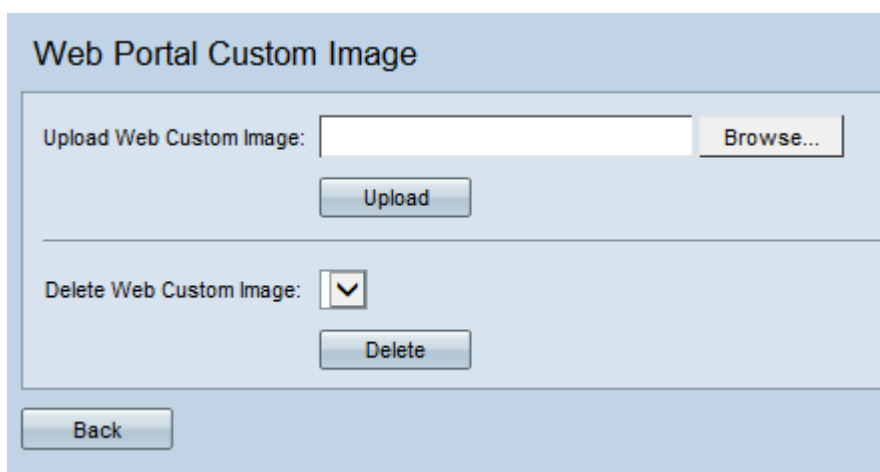 Web Portal Custom Image
Upload Web Custom Image:
Browse...
Upload
Delete Web Custom Image:
Delete
Back